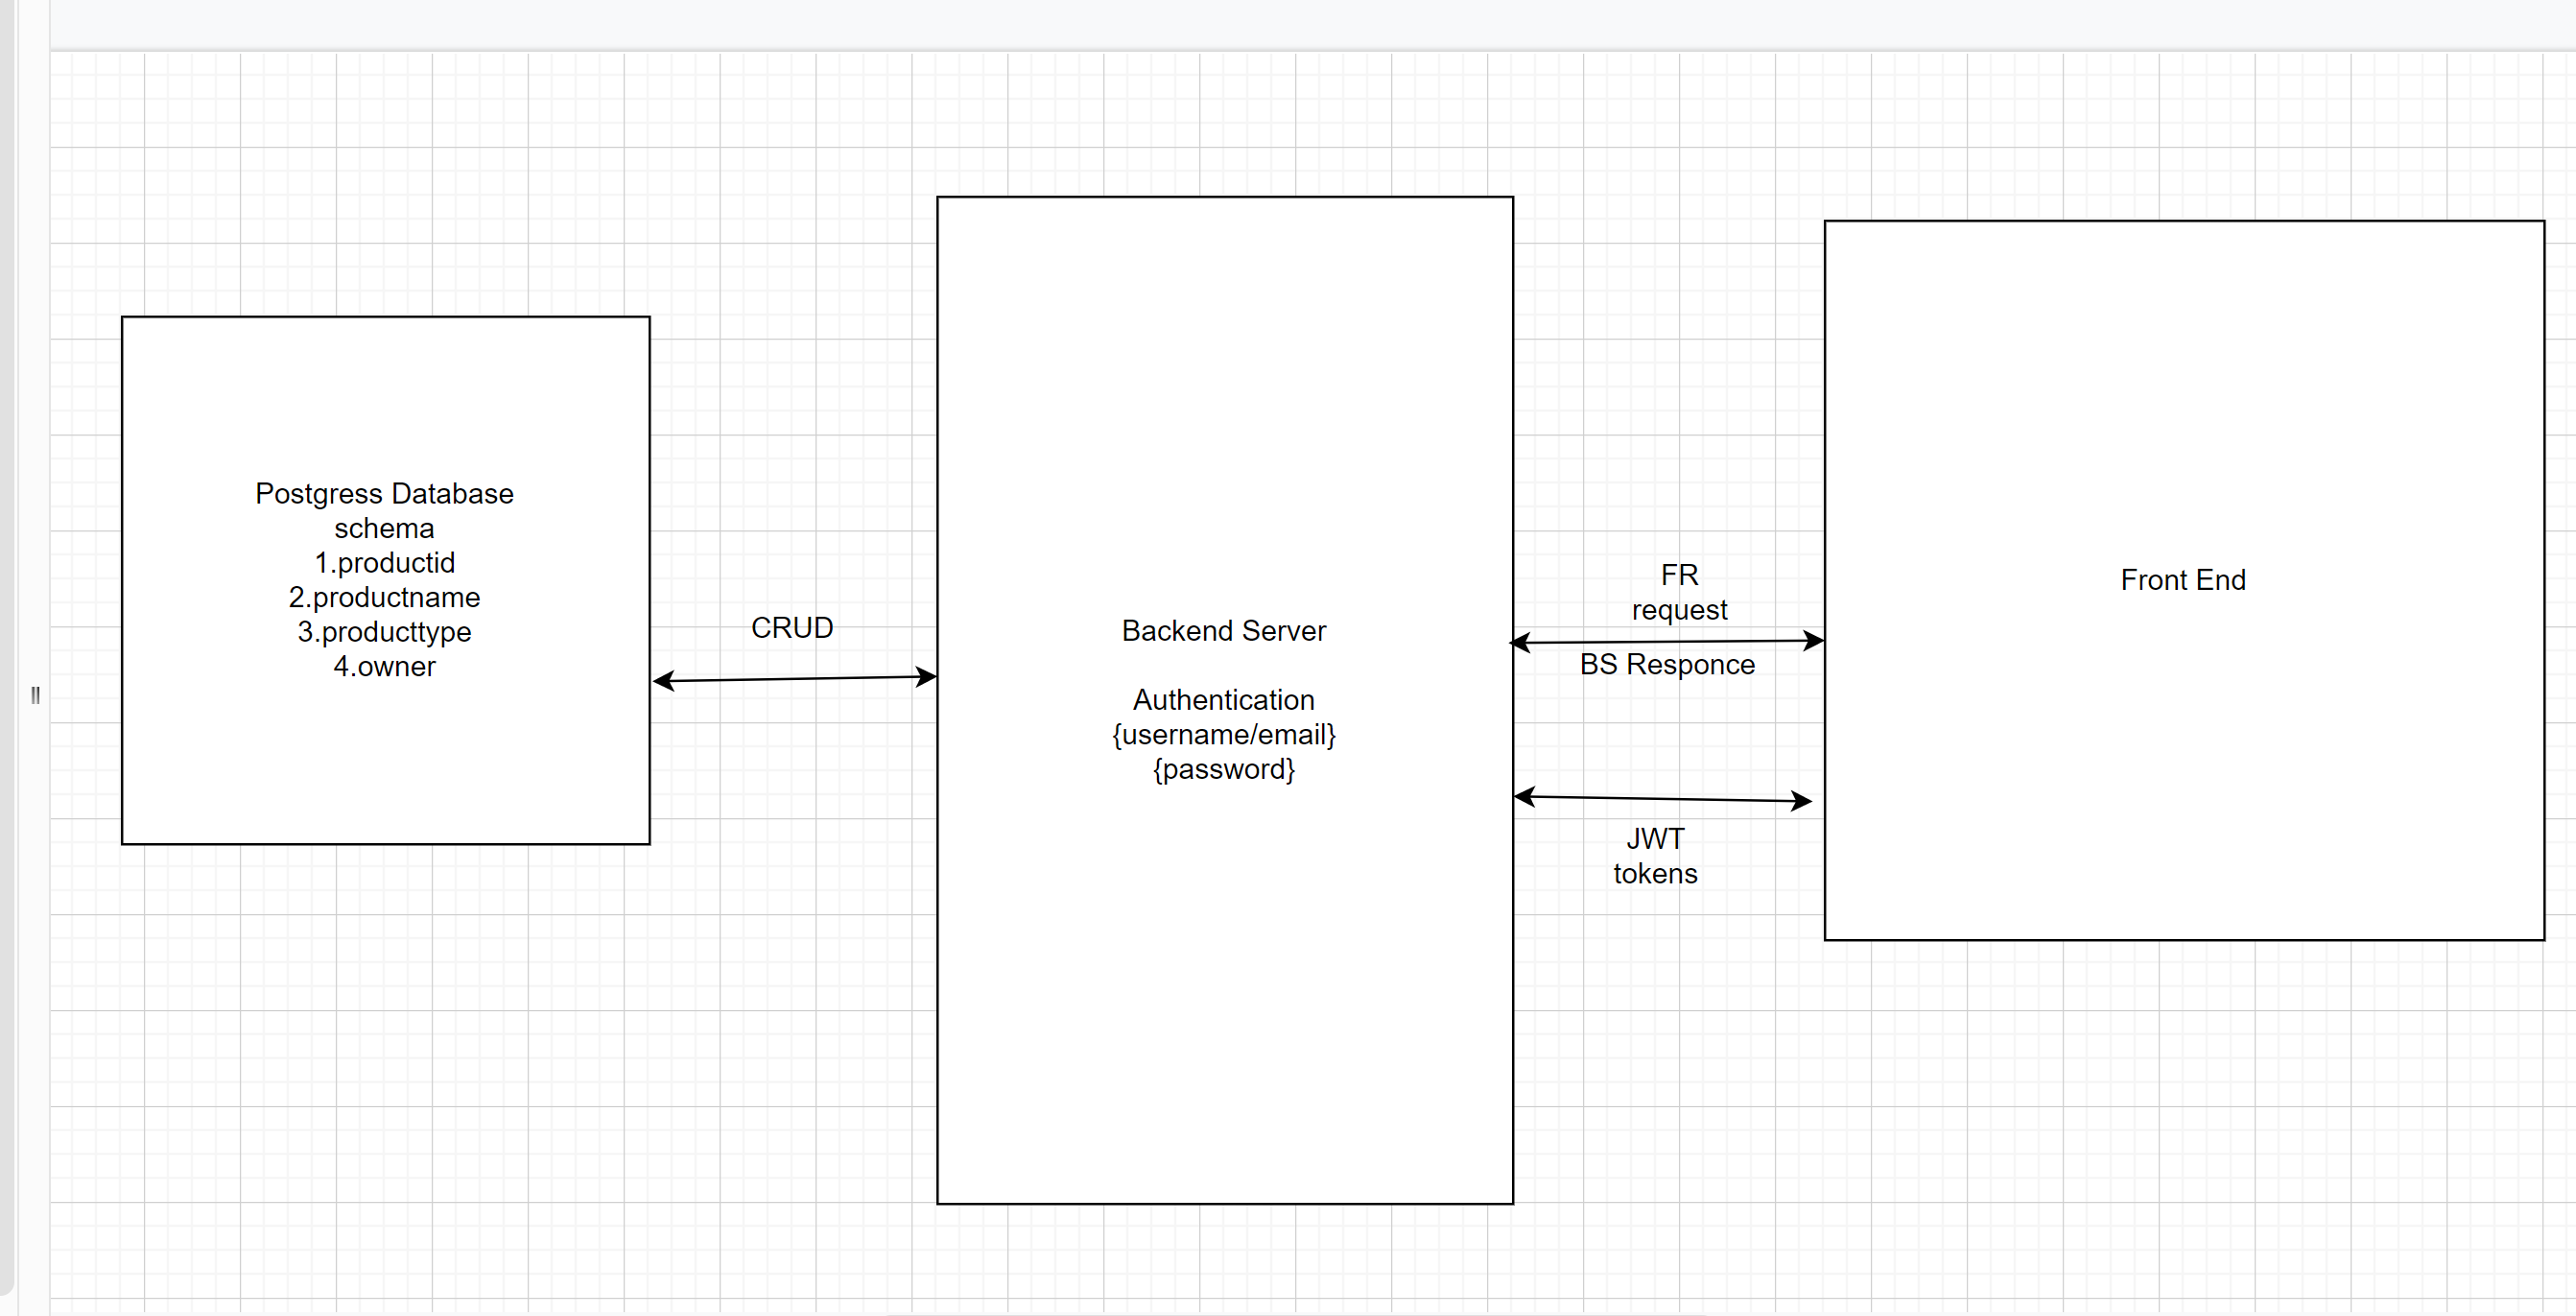 Postgress Database
schema
1.productid
2.productname
3.producttype
4.owner
CRUD
Backend Server
Authentication
{username/email}
{password}
FR
request
BS Responce
JWT
tokens
Front End